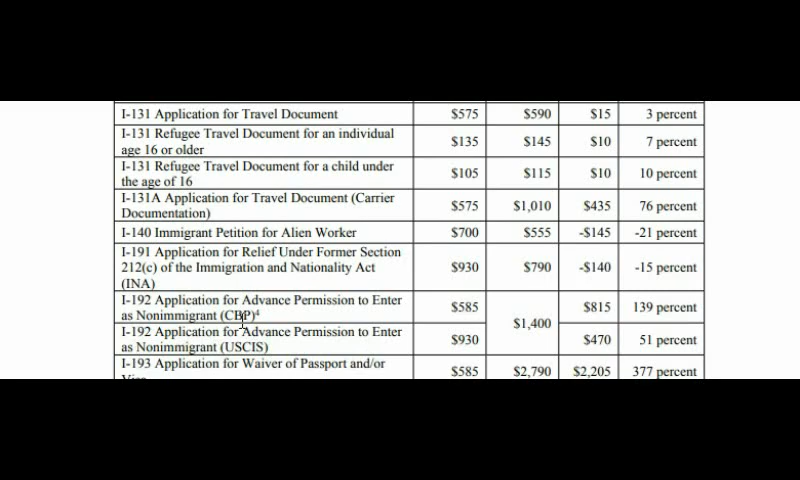 I-131 Application for Travel Document $575 $590 $15 3 percent
I-131 Refugee Travel Document for an individual
age 16 or older $135 $145 $10 7 percent
I-131 Refugee Travel Document for a child under
the age of 16 $105 $115 $10 10 percent
I-131A Application for Travel Document (Carrier
Documentation) $575 $1,010 $435 76 percent
I-140 Immigrant Petition for Alien Worker $700 $555 -$145 -21 percent
I-191 Application for Relief Under Former Section
212(c) of the Immigration and Nationality Act $930 $790 -$140 -15 percent
(INA)
I-192 Application for Advance Permission to Enter
as Nonimmigrant (CBP)⁴ $585 $815 139 percent
$1,400
I-192 Application for Advance Permission to Enter
as Nonimmigrant (USCIS) $930 $470 51 percent
I-193 Application for Waiver of Passport and/or
$585 $2,790 $2,205 377 percent